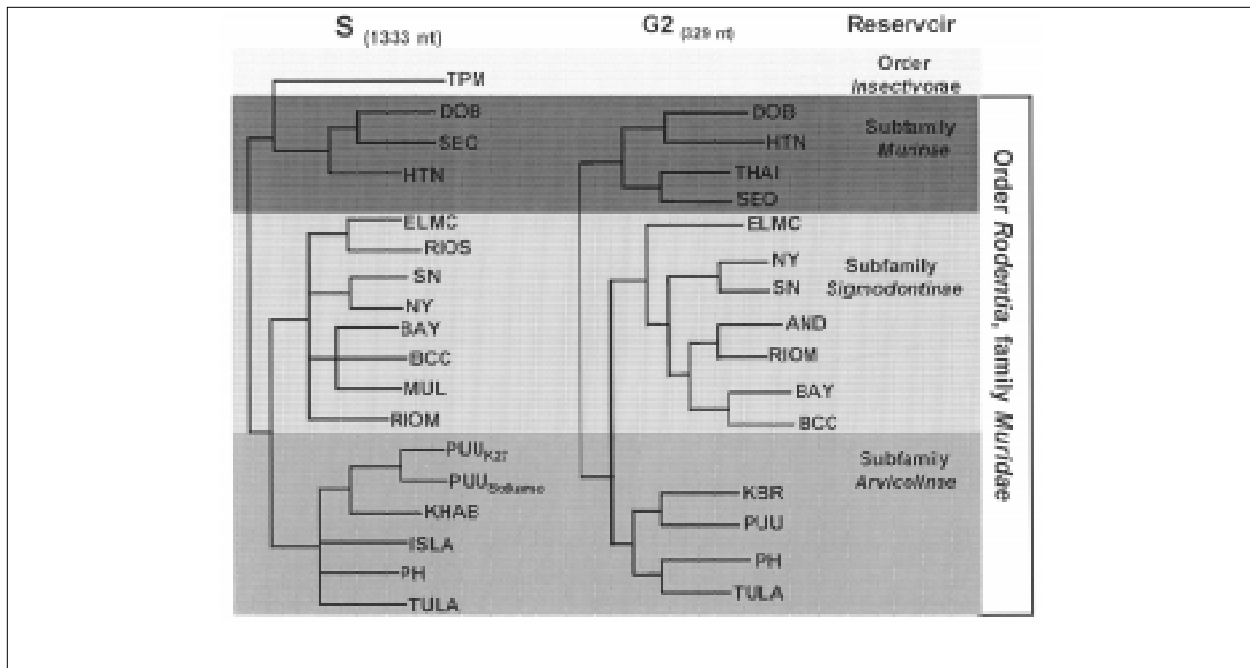 S (1333 nt)
G2 (329 nt)
Reservoir
Order
Insectivorae
TPM
DOB
SEO
HTN
DOB
HTN
THAI
SEO
Subfamily
Murinae
ELMC
RIOS
SN
NY
BAY
BCC
MUL
RIOM
ELMC
NY
SN
AND
RIOM
BAY
BCC
Subfamily
Sigmodontinae
PUU K27
PUU
KHAB
ISLA
PH
TULA
KBR
PUU
PH
TULA
Subfamily
Arvicolinae
Order Rodentia, family Muridae